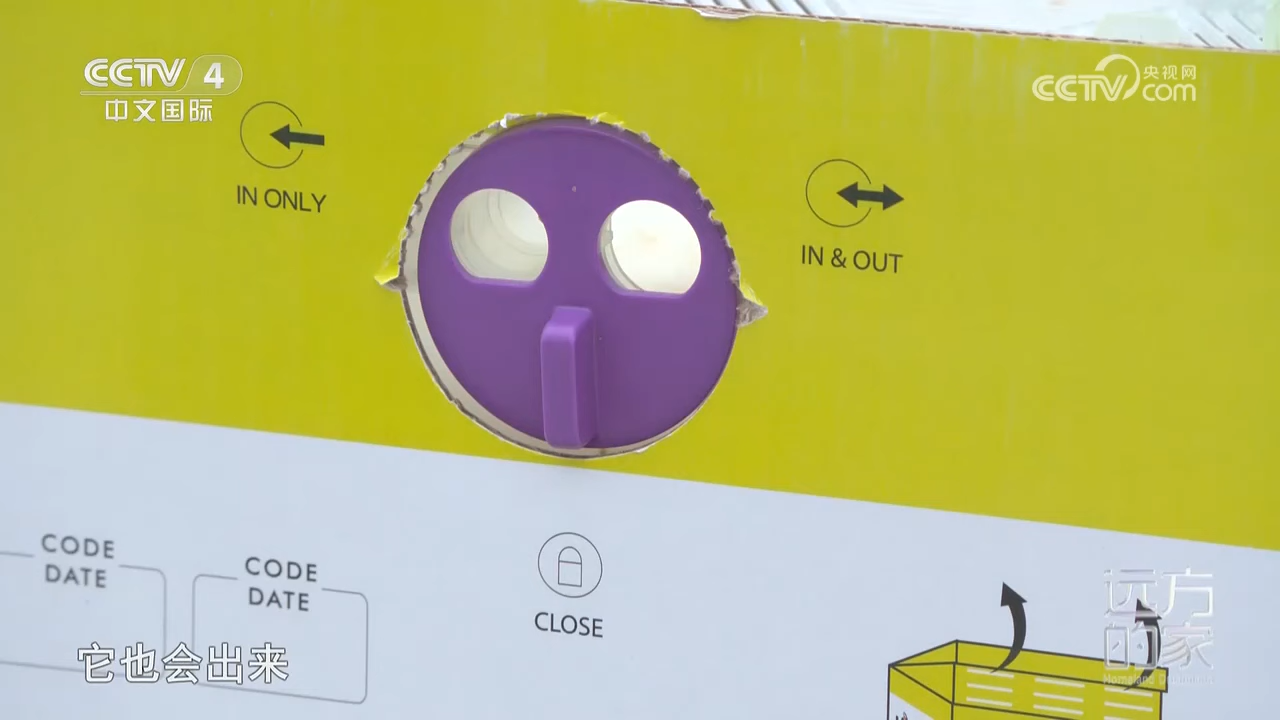 CCTV 4
中文国际
央视网
CCTV.com
IN ONLY
IN & OUT
CODE
DATE
CODE
DATE
CLOSE
它也会出来
远方
的家